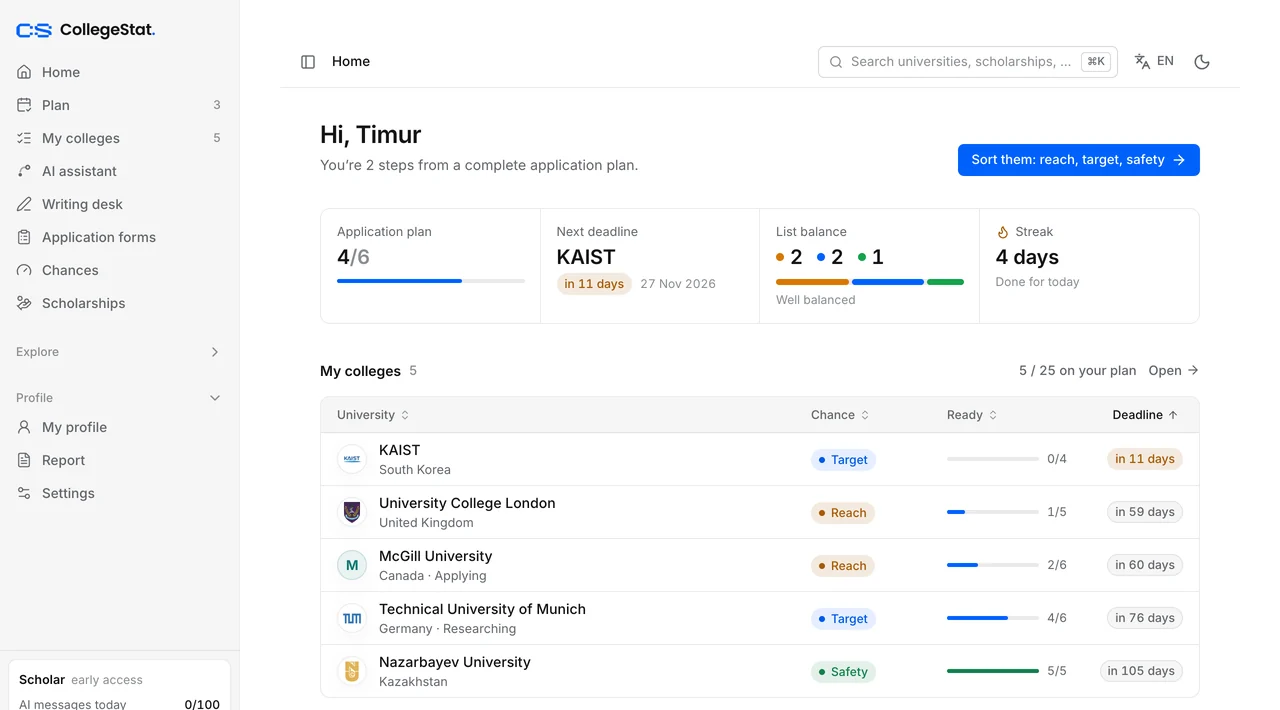 CS CollegeStat.
Home
Plan 3
My colleges 5
AI assistant
Writing desk
Application forms
Chances
Scholarships
Explore
Profile
My profile
Report
Settings
Scholar early access
AI messages today 0/100
Home
Search universities, scholarships, ... ⌘K
EN
Hi, Timur
You’re 2 steps from a complete application plan.
Sort them: reach, target, safety →
Application plan
4/6
Next deadline
KAIST
in 11 days 27 Nov 2026
List balance
2 2 1
Well balanced
Streak
4 days
Done for today
My colleges 5
5 / 25 on your plan Open →
University Chance Ready Deadline ↑
KAIST
South Korea
Target 0/4 in 11 days
University College London
United Kingdom
Reach 1/5 in 59 days
M
McGill University
Canada · Applying
Reach 2/6 in 60 days
TUM
Technical University of Munich
Germany · Researching
Target 4/6 in 76 days
Nazarbayev University
Kazakhstan
Safety 5/5 in 105 days